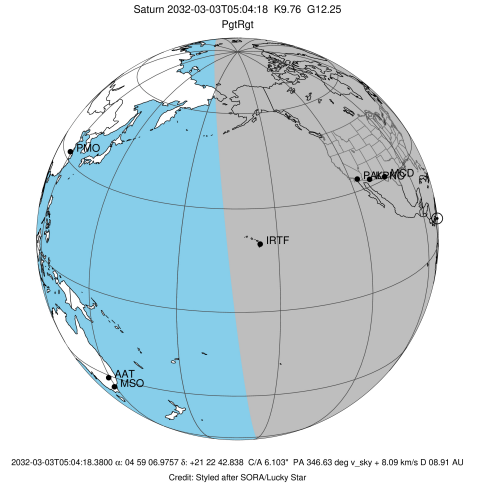 Saturn 2032-03-03T05:04:18 K9.76 G12.25
PgtRgt
PMO
MCD
IRTF
AAT
MSO
2032-03-03T05:04:18.3800 α: 04 59 06.9757 δ: +21 22 42.838 C/A 6.103" PA 346.63 deg v_sky + 8.09 km/s D 08.91 AU
Credit: Styled after SORA/Lucky Star